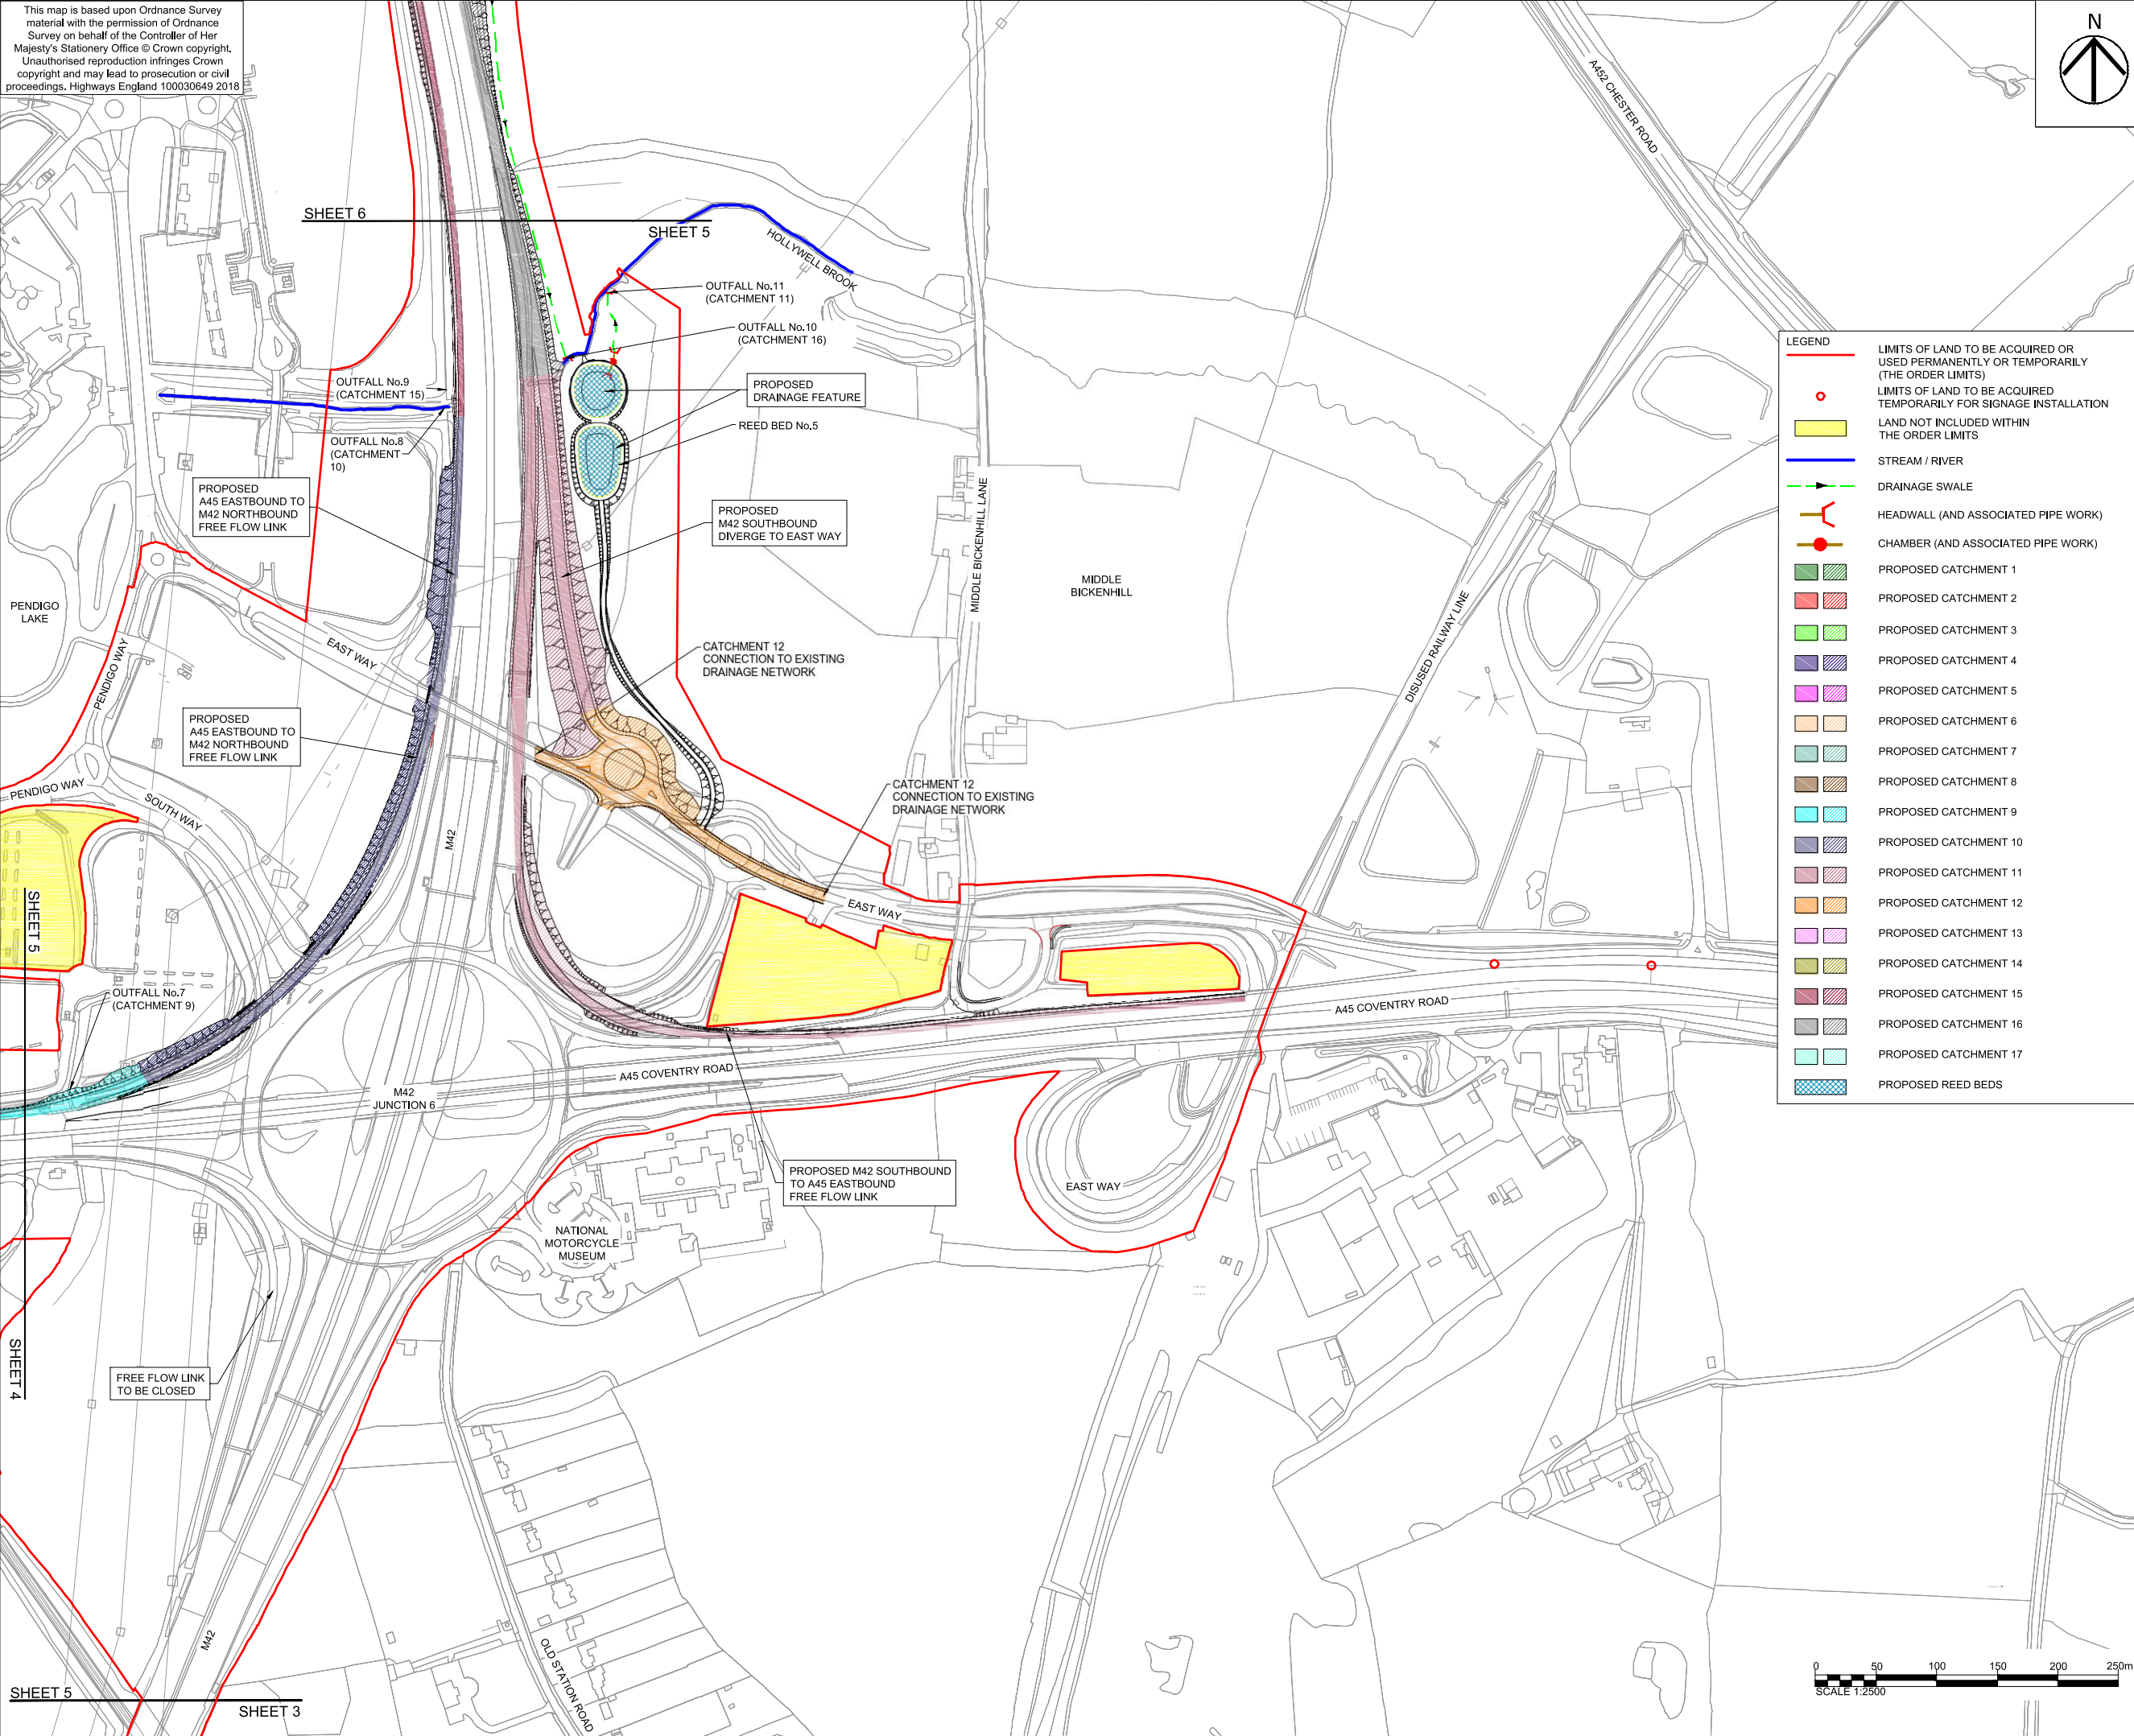 This map is based upon Ordnance Survey
material with the permission of Ordnance
Survey on behalf of the Controller of Her
Majesty's Stationery Office © Crown copyright.
Unauthorised reproduction infringes Crown
copyright and may lead to prosecution or civil
proceedings. Highways England 100030649 2018
N
A452 CHESTER ROAD
SHEET 6
SHEET 5
HOLLYWELL BROOK
OUTFALL No.11
(CATCHMENT 11)
OUTFALL No.10
(CATCHMENT 16)
OUTFALL No.9
(CATCHMENT 15)
PROPOSED
DRAINAGE FEATURE
REED BED No.5
OUTFALL No.8
(CATCHMENT
10)
PROPOSED
A45 EASTBOUND TO
M42 NORTHBOUND
FREE FLOW LINK
PROPOSED
M42 SOUTHBOUND
DIVERGE TO EAST WAY
MIDDLE BICKENHILL LANE
MIDDLE
BICKENHILL
DISUSED RAILWAY LINE
PENDIGO
LAKE
PENDIGO WAY
EAST WAY
CATCHMENT 12
CONNECTION TO EXISTING
DRAINAGE NETWORK
PROPOSED
A45 EASTBOUND TO
M42 NORTHBOUND
FREE FLOW LINK
PENDIGO WAY
SOUTH WAY
M42
CATCHMENT 12
CONNECTION TO EXISTING
DRAINAGE NETWORK
EAST WAY
SHEET 5
SHEET 4
OUTFALL No.7
(CATCHMENT 9)
A45 COVENTRY ROAD
A45 COVENTRY ROAD
M42
JUNCTION 6
PROPOSED M42 SOUTHBOUND
TO A45 EASTBOUND
FREE FLOW LINK
EAST WAY
NATIONAL
MOTORCYCLE
MUSEUM
FREE FLOW LINK
TO BE CLOSED
M42
OLD STATION ROAD
SHEET 5
SHEET 3
LEGEND
LIMITS OF LAND TO BE ACQUIRED OR
USED PERMANENTLY OR TEMPORARILY
(THE ORDER LIMITS)
LIMITS OF LAND TO BE ACQUIRED
TEMPORARILY FOR SIGNAGE INSTALLATION
LAND NOT INCLUDED WITHIN
THE ORDER LIMITS
STREAM / RIVER
DRAINAGE SWALE
HEADWALL (AND ASSOCIATED PIPE WORK)
CHAMBER (AND ASSOCIATED PIPE WORK)
PROPOSED CATCHMENT 1
PROPOSED CATCHMENT 2
PROPOSED CATCHMENT 3
PROPOSED CATCHMENT 4
PROPOSED CATCHMENT 5
PROPOSED CATCHMENT 6
PROPOSED CATCHMENT 7
PROPOSED CATCHMENT 8
PROPOSED CATCHMENT 9
PROPOSED CATCHMENT 10
PROPOSED CATCHMENT 11
PROPOSED CATCHMENT 12
PROPOSED CATCHMENT 13
PROPOSED CATCHMENT 14
PROPOSED CATCHMENT 15
PROPOSED CATCHMENT 16
PROPOSED CATCHMENT 17
PROPOSED REED BEDS
0 50 100 150 200 250m
SCALE 1:2500